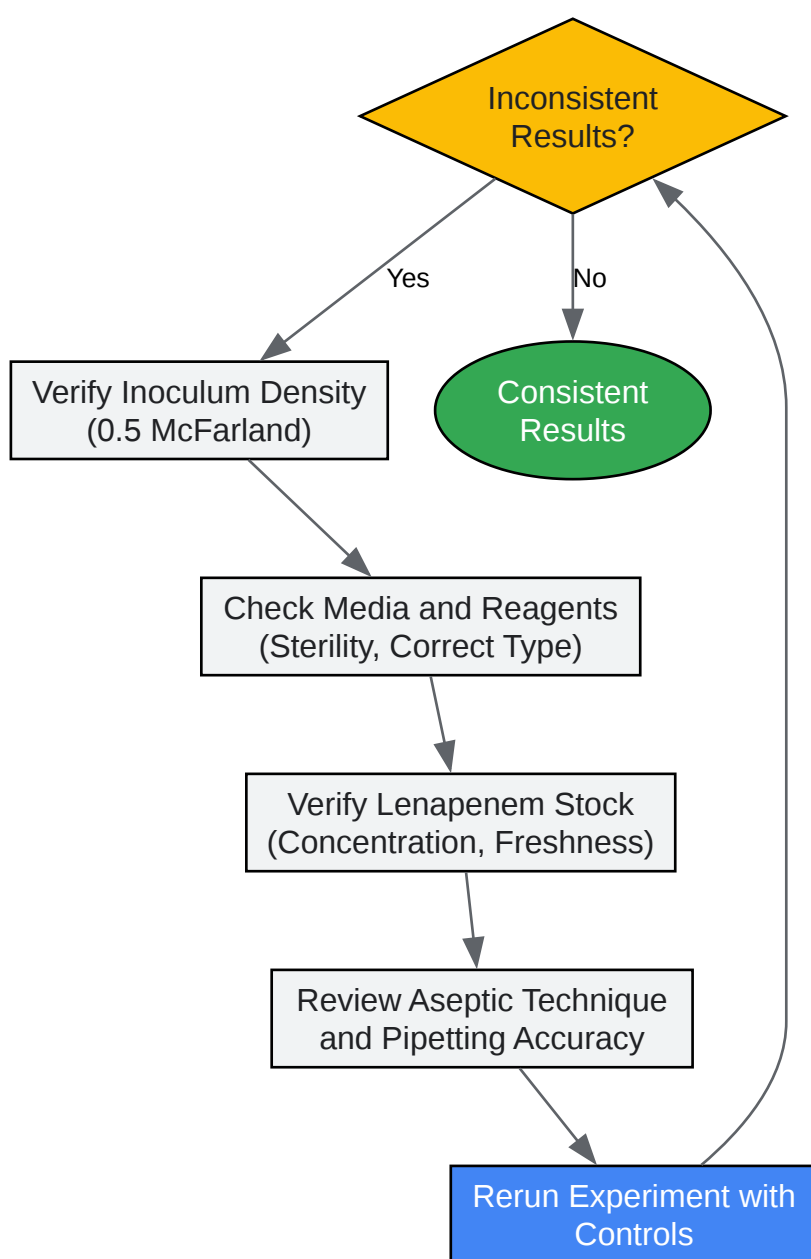 Inconsistent
Results?
Yes
No
Verify Inoculum Density
(0.5 McFarland)
Consistent
Results
Check Media and Reagents
(Sterility, Correct Type)
Verify Lenapenem Stock
(Concentration, Freshness)
Review Aseptic Technique
and Pipetting Accuracy
Rerun Experiment with
Controls